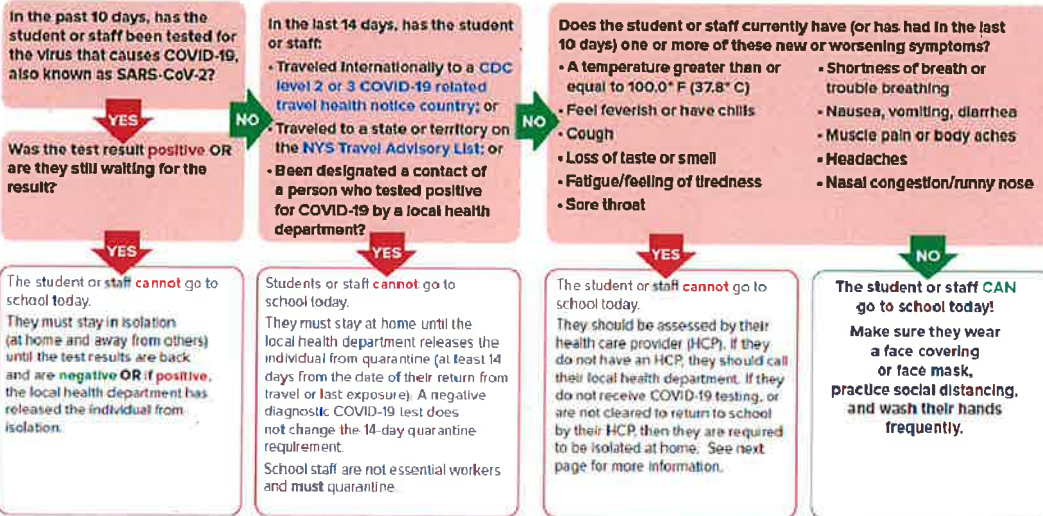 In the past 10 days, has the
student or staff been tested for
the virus that causes COVID-19,
also known as SARS-CoV-2?
YES
Was the test result positive OR
are they still waiting for the
result?
YES
The student or staff cannot go to
school today.
They must stay in isolation
(at home and away from others)
until the test results are back
and are negative OR if positive,
the local health department has
released the individual from
isolation.
NO
In the last 14 days, has the student
or staff:
• Traveled internationally to a CDC
level 2 or 3 COVID-19 related
travel health notice country; or
• Traveled to a state or territory on
the NYS Travel Advisory List; or
• Been designated a contact of
a person who tested positive
for COVID-19 by a local health
department?
YES
Students or staff cannot go to
school today.
They must stay at home until the
local health department releases the
individual from quarantine (at least 14
days from the date of their return from
travel or last exposure). A negative
diagnostic COVID-19 test does
not change the 14-day quarantine
requirement.
School staff are not essential workers
and must quarantine.
NO
Does the student or staff currently have (or has had in the last
10 days) one or more of these new or worsening symptoms?
• A temperature greater than or
equal to 100.0° F (37.8° C)
• Feel feverish or have chills
• Cough
• Loss of taste or smell
• Fatigue/feeling of tiredness
• Sore throat
• Shortness of breath or
trouble breathing
• Nausea, vomiting, diarrhea
• Muscle pain or body aches
• Headaches
• Nasal congestion/runny nose
YES
The student or staff cannot go to
school today.
They should be assessed by their
health care provider (HCP). If they
do not have an HCP, they should call
their local health department. If they
do not receive COVID-19 testing, or
are not cleared to return to school
by their HCP, then they are required
to be isolated at home. See next
page for more information.
NO
The student or staff CAN
go to school today!
Make sure they wear
a face covering
or face mask,
practice social distancing,
and wash their hands
frequently.